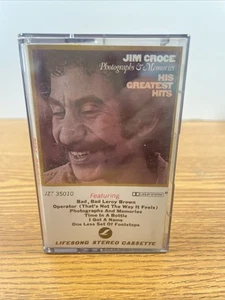 JIM CROCE
Photographs & Memories
HIS
GREATEST
HITS
JZT 35010
Featuring
Bad, Bad Leroy Brown
Operator (That's Not The Way It Feels)
Photographs And Memories
Time In A Bottle
I Got A Name
One Less Set of Footsteps
LIFESONG STEREO CASSETTE